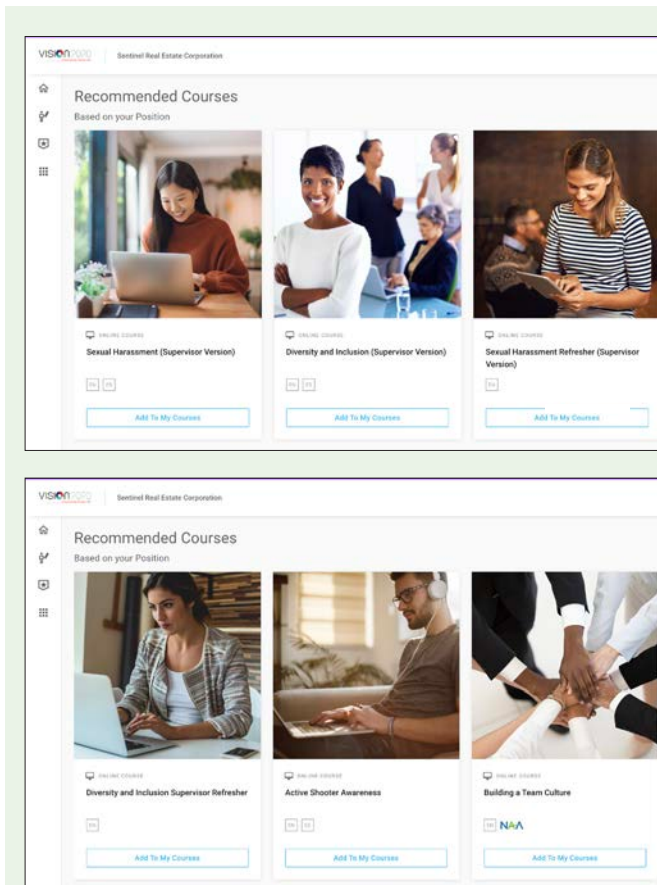 VISION2020
Sentinel Real Estate Corporation
Recommended Courses
Based on your Position
ONLINE COURSE
Sexual Harassment (Supervisor Version)
EN ES
Add To My Courses
ONLINE COURSE
Diversity and Inclusion (Supervisor Version)
EN ES
Add To My Courses
ONLINE COURSE
Sexual Harassment Refresher (Supervisor
Version)
EN
Add To My Courses
VISION2020
Sentinel Real Estate Corporation
Recommended Courses
Based on your Position
ONLINE COURSE
Diversity and Inclusion Supervisor Refresher
EN
Add To My Courses
ONLINE COURSE
Active Shooter Awareness
EN ES
Add To My Courses
ONLINE COURSE
Building a Team Culture
EN NAA
Add To My Courses